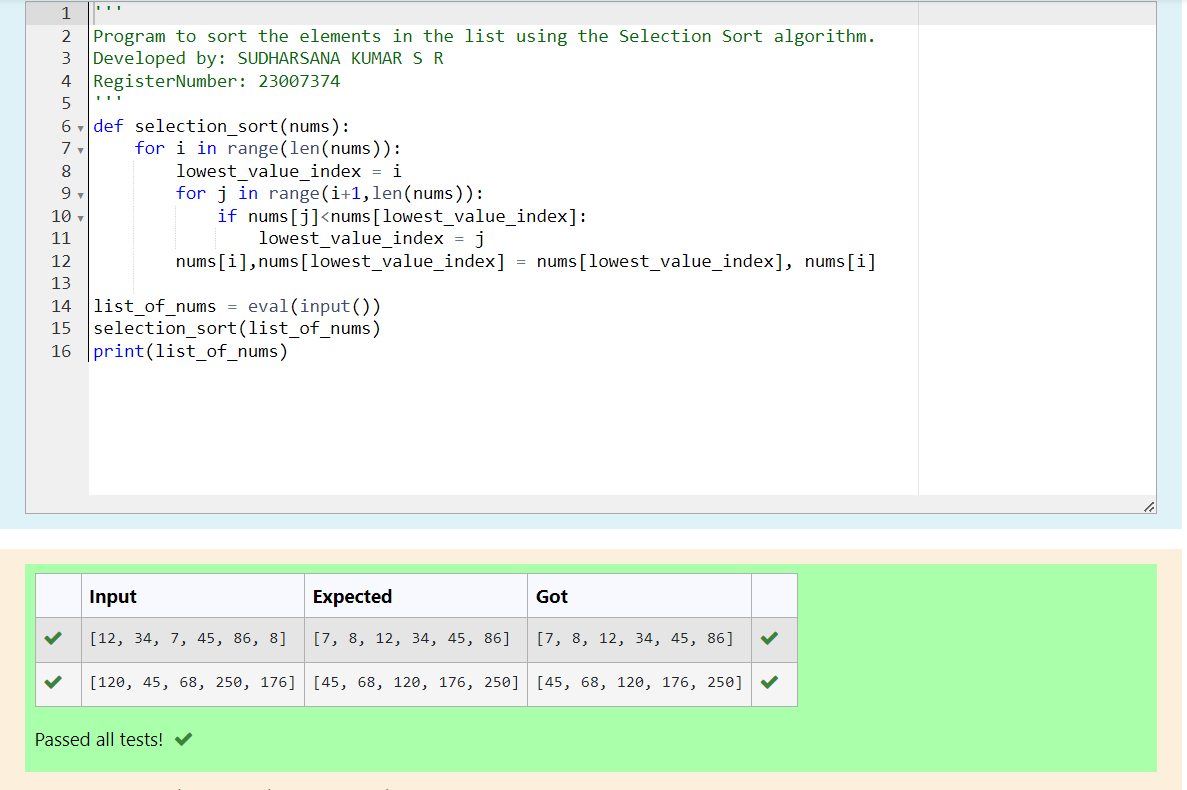 1 '''
2 Program to sort the elements in the list using the Selection Sort algorithm.
3 Developed by: SUDHARSANA KUMAR S R
4 RegisterNumber: 23007374
5 '''
6 def selection_sort(nums):
7     for i in range(len(nums)):
8         lowest_value_index = i
9         for j in range(i+1,len(nums)):
10             if nums[j]<nums[lowest_value_index]:
11                 lowest_value_index = j
12         nums[i],nums[lowest_value_index] = nums[lowest_value_index], nums[i]
13
14 list_of_nums = eval(input())
15 selection_sort(list_of_nums)
16 print(list_of_nums)
Input Expected Got
[12, 34, 7, 45, 86, 8] [7, 8, 12, 34, 45, 86] [7, 8, 12, 34, 45, 86]
[120, 45, 68, 250, 176] [45, 68, 120, 176, 250] [45, 68, 120, 176, 250]
Passed all tests!